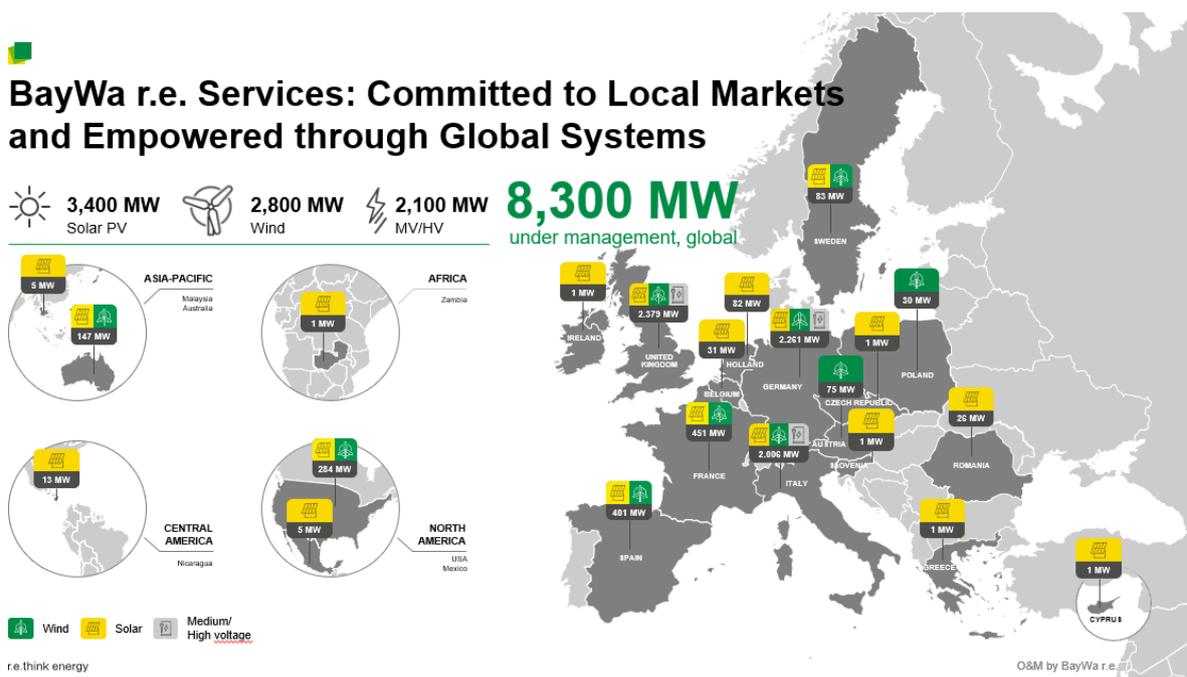 BayWa r.e. Services: Committed to Local Markets
and Empowered through Global Systems
3,400 MW
Solar PV
2,800 MW
Wind
2,100 MW
MV/HV
8,300 MW
under management, global
ASIA-PACIFIC
Malaysia
Australia
5 MW
147 MW
AFRICA
Zambia
1 MW
CENTRAL
AMERICA
Nicaragua
13 MW
NORTH
AMERICA
USA
Mexico
284 MW
5 MW
83 MW
SWEDEN
1 MW
IRELAND
2.379 MW
UNITED
KINGDOM
82 MW
HOLLAND
31 MW
BELGIUM
2.261 MW
GERMANY
30 MW
POLAND
1 MW
CZECH REPUBLIC
75 MW
AUSTRIA
1 MW
SLOVENIA
451 MW
FRANCE
2.006 MW
ITALY
26 MW
ROMANIA
401 MW
SPAIN
1 MW
GREECE
1 MW
CYPRUS
Wind
Solar
Medium/
High voltage
r.e.think energy
O&M by BayWa r.e.